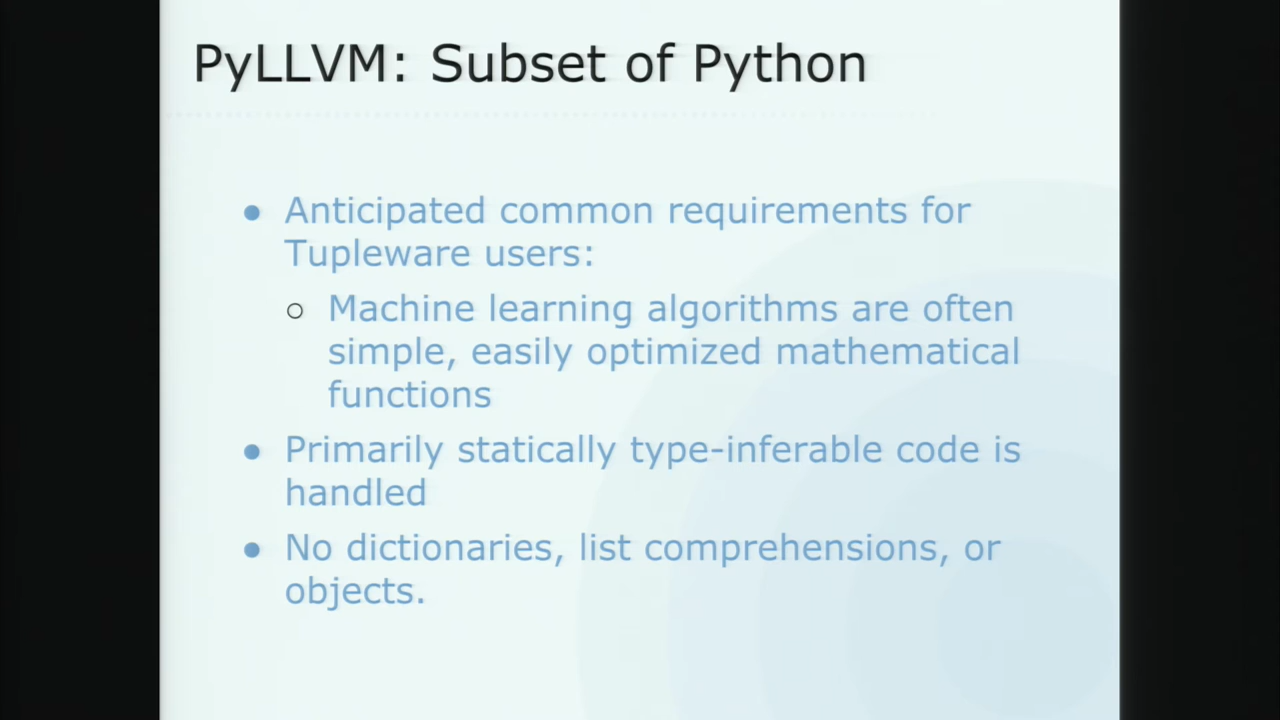 PyLLVM: Subset of Python
● Anticipated common requirements for
Tupleware users:
○ Machine learning algorithms are often
simple, easily optimized mathematical
functions
● Primarily statically type-inferable code is
handled
● No dictionaries, list comprehensions, or
objects.